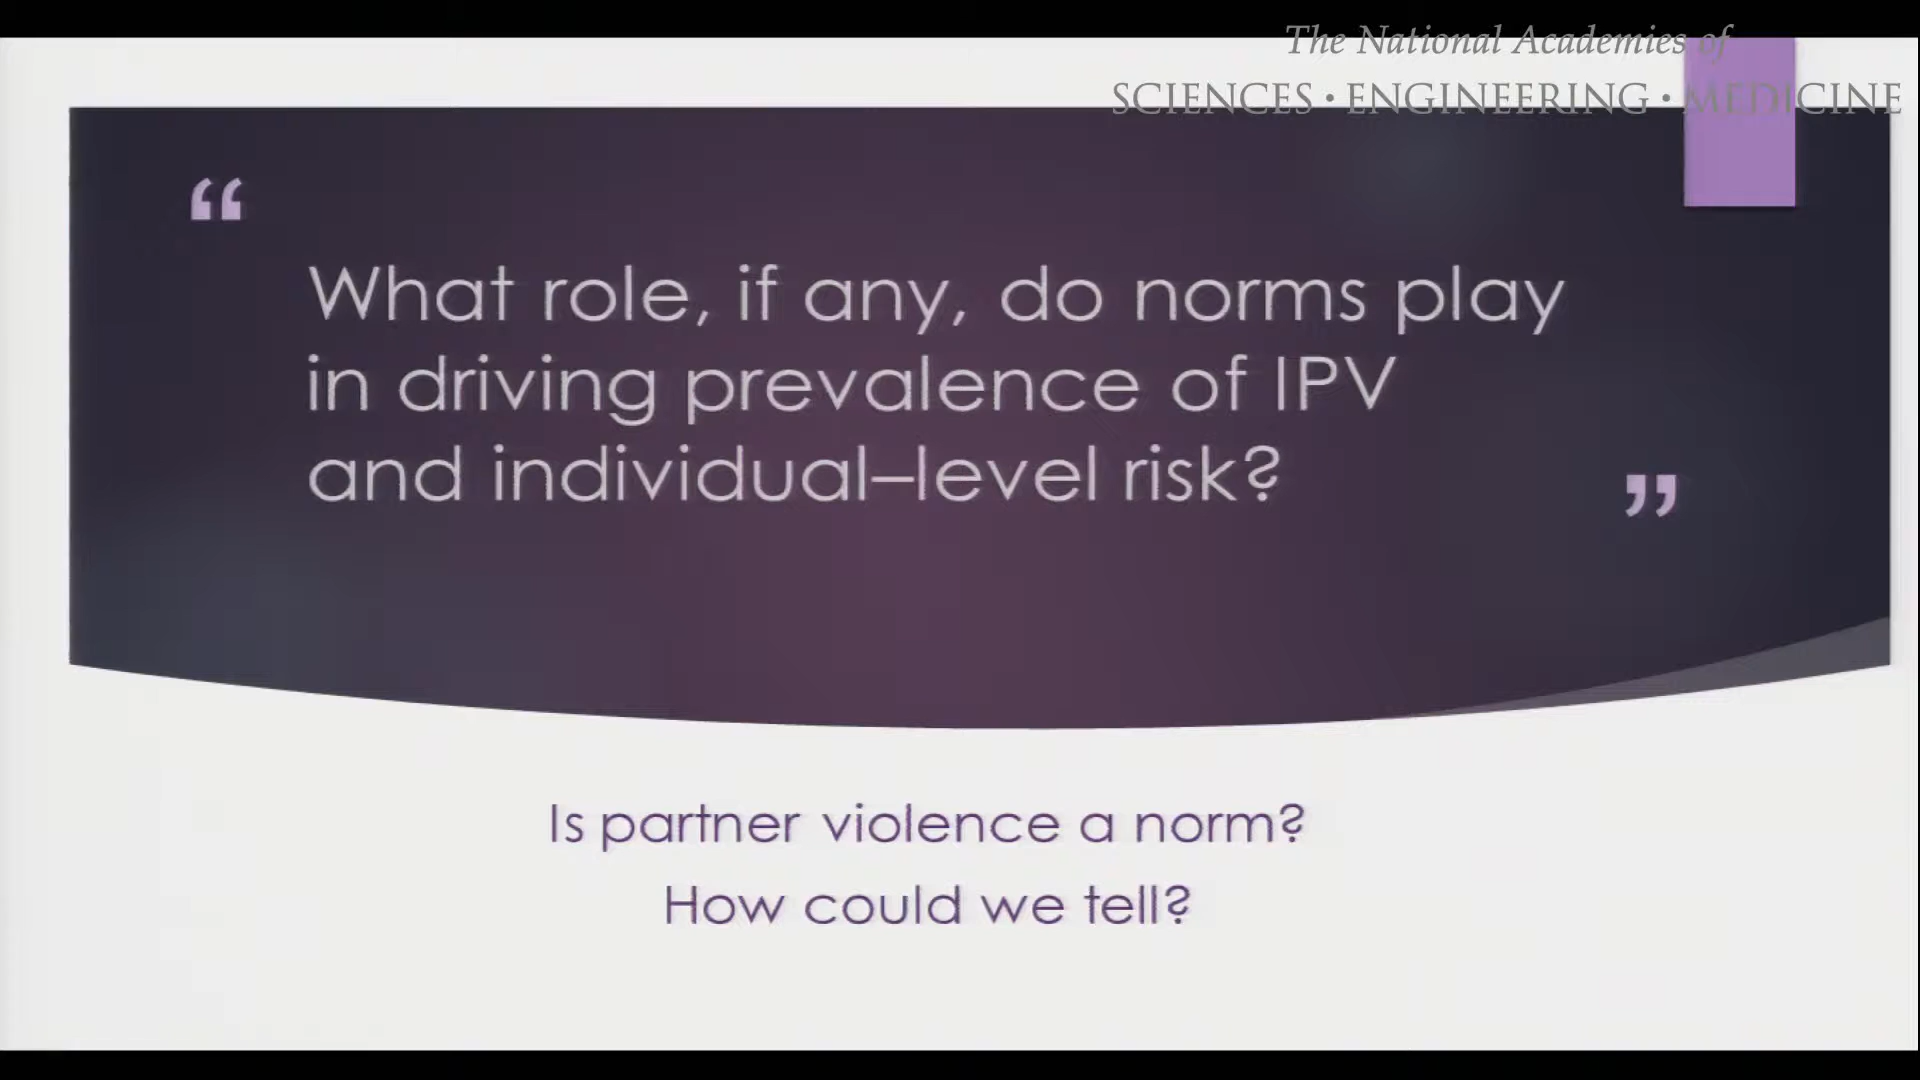 The National Academies of
SCIENCES • ENGINEERING • MEDICINE
“
What role, if any, do norms play
in driving prevalence of IPV
and individual–level risk?
”
Is partner violence a norm?
How could we tell?